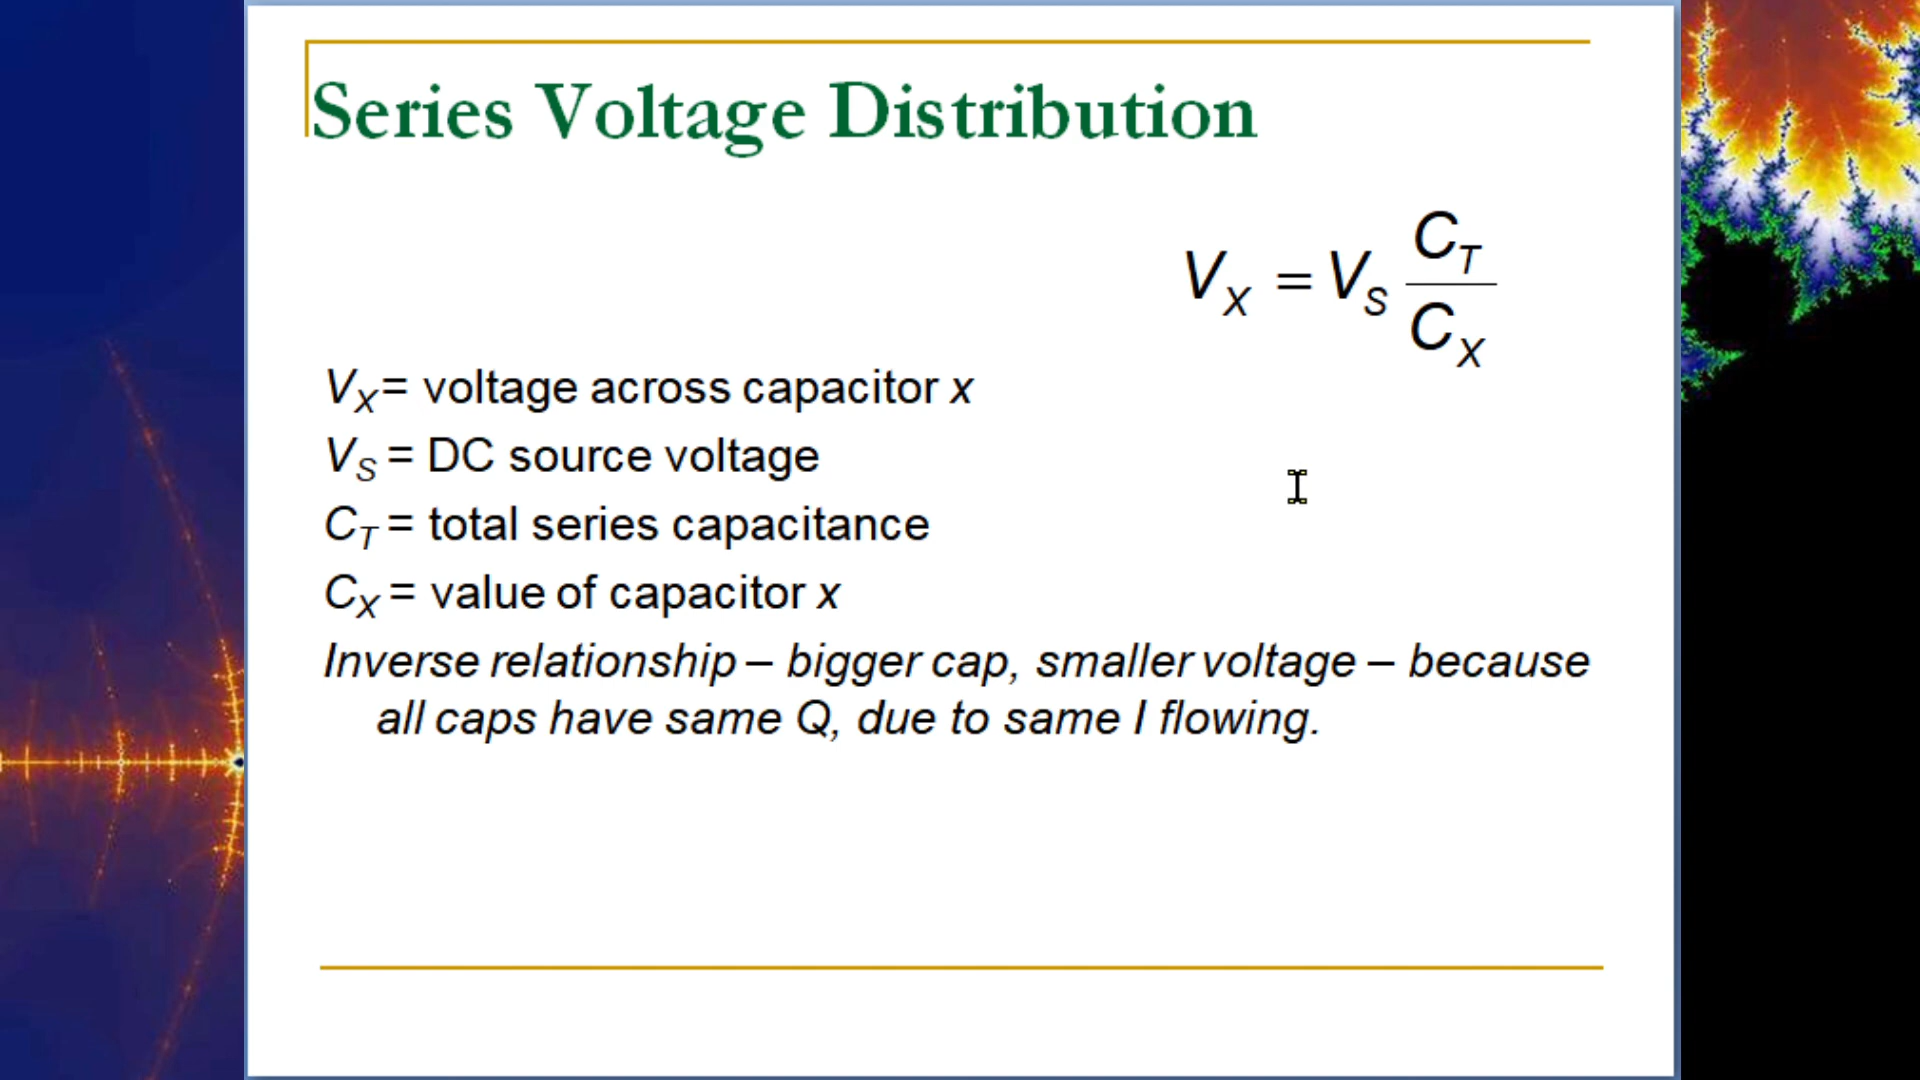 Series Voltage Distribution
V_X = V_S C_T / C_X
V_X = voltage across capacitor x
V_S = DC source voltage
C_T = total series capacitance
C_X = value of capacitor x
Inverse relationship – bigger cap, smaller voltage – because
all caps have same Q, due to same I flowing.